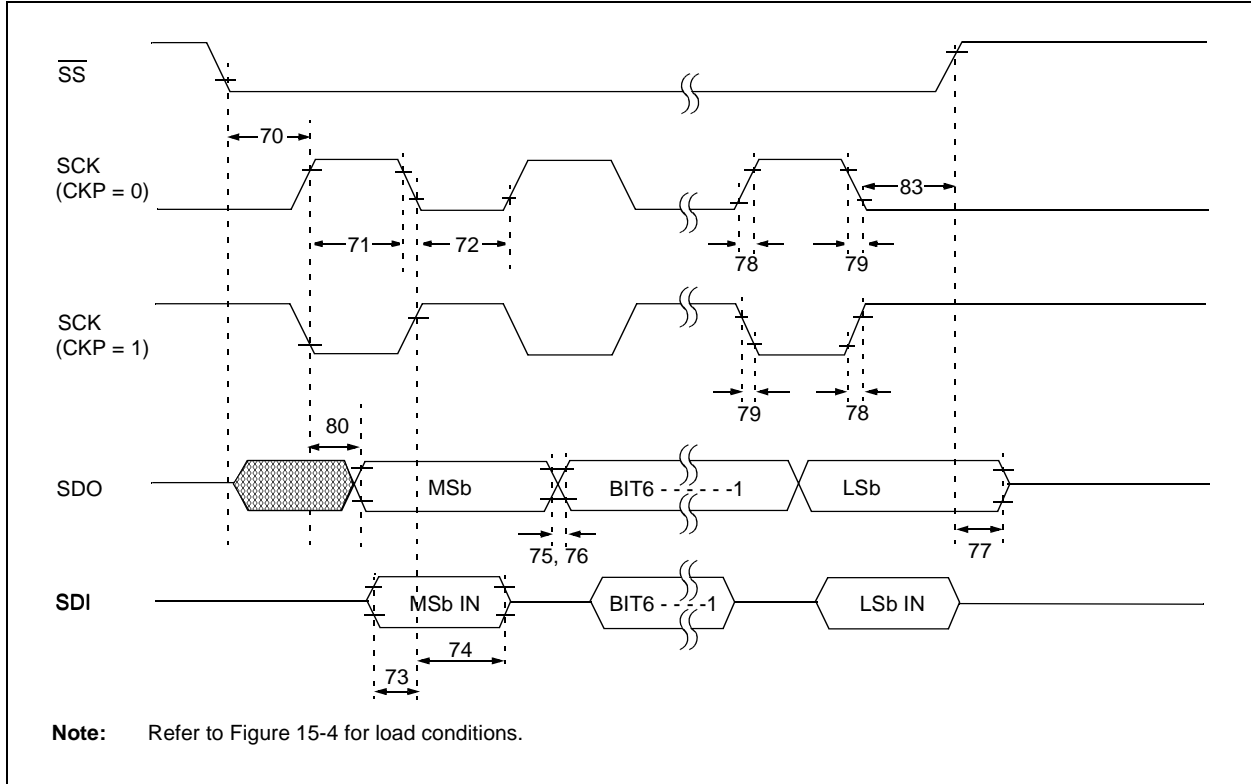 SS
70
SCK
(CKP = 0)
83
71
72
78
79
SCK
(CKP = 1)
79
78
80
SDO
MSb
BIT6 - - - - - -1
LSb
75, 76
77
SDI
MSb IN
BIT6 - - - -1
LSb IN
74
73
Note: Refer to Figure 15-4 for load conditions.